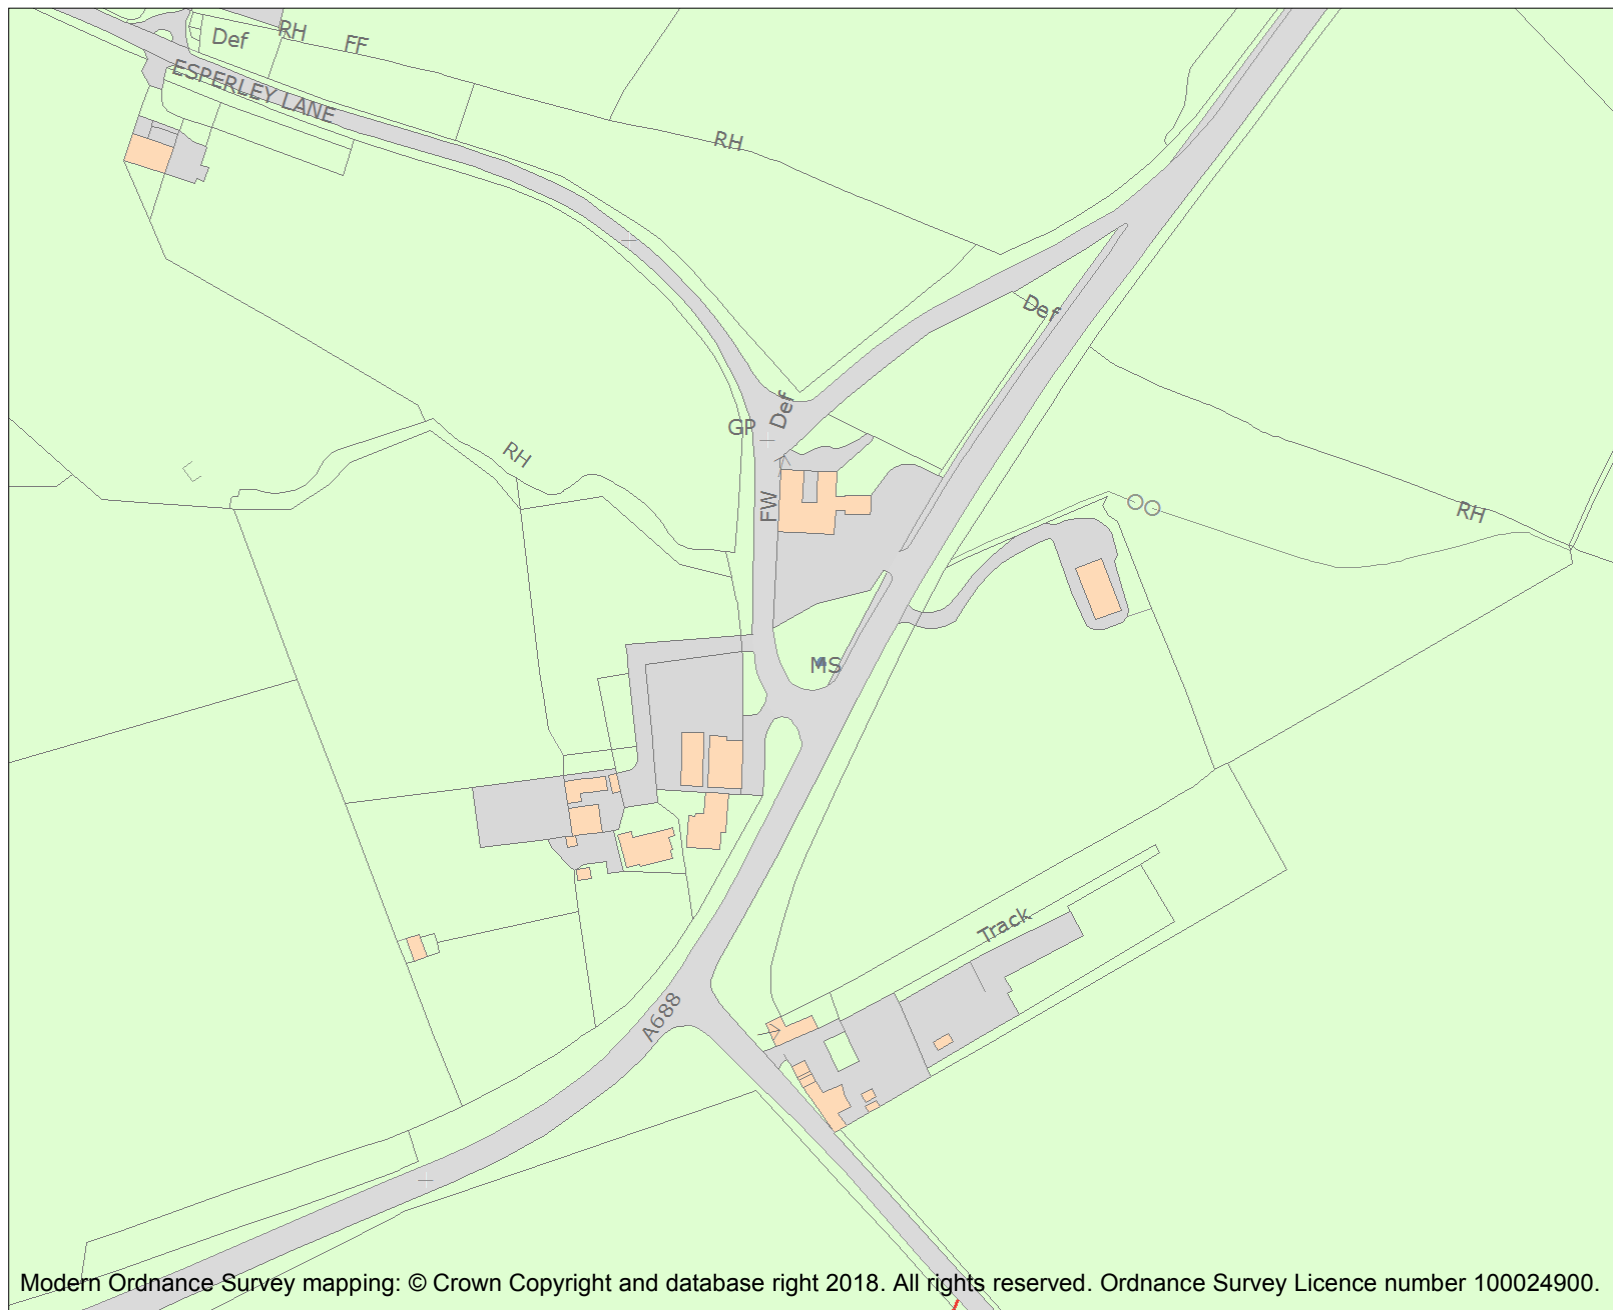 RH
Def
FF
ESPERLEY LANE
RH
Def
Def
GP
RH
FW
OO
RH
MS
Track
A688
Modern Ordnance Survey mapping: © Crown Copyright and database right 2018. All rights reserved. Ordnance Survey Licence number 100024900.